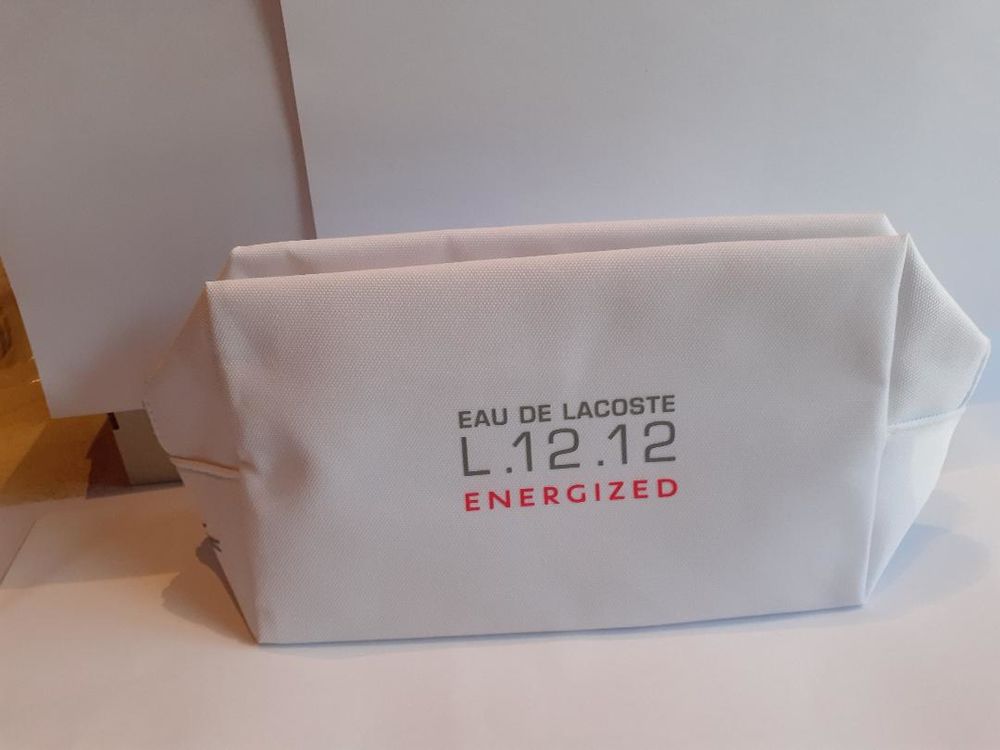 EAU DE LACOSTE
L.12.12
ENERGIZED